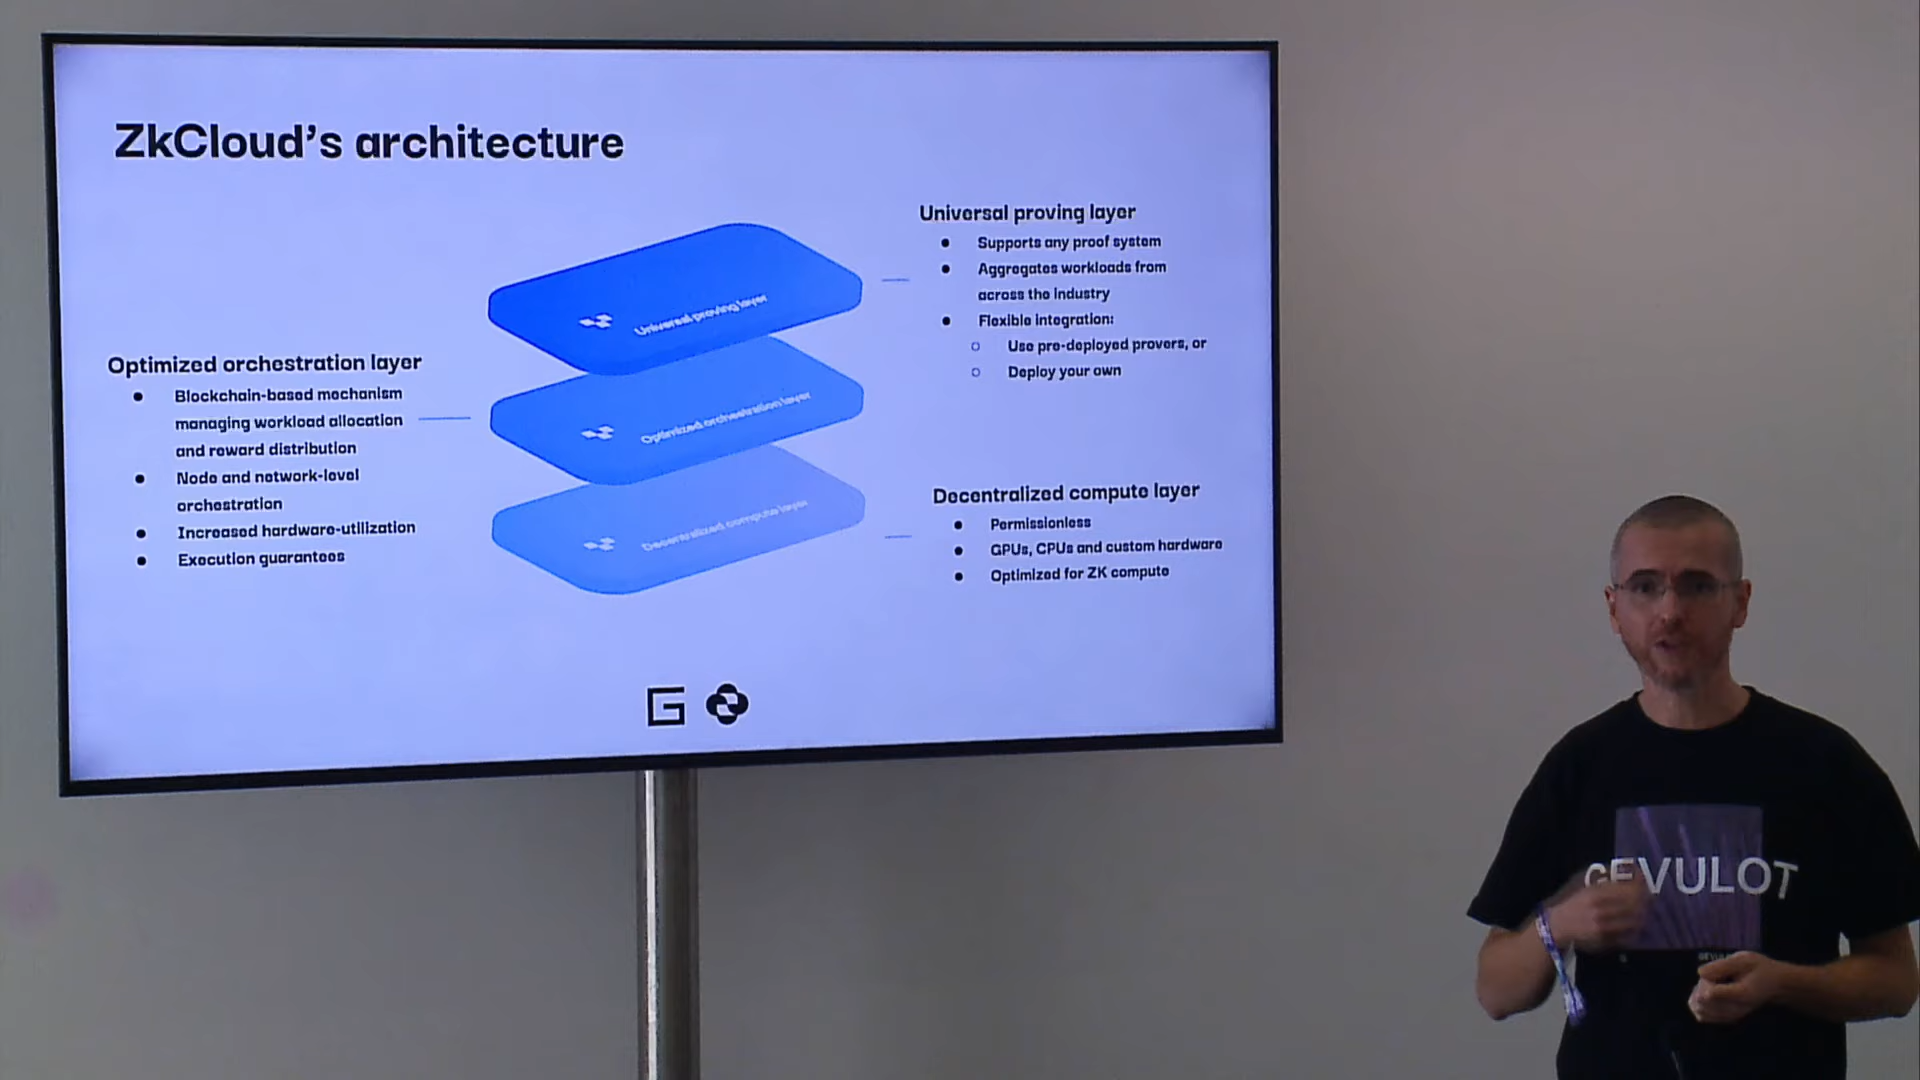 ZkCloud's architecture
Universal proving layer
Supports any proof system
Aggregates workloads from
across the industry
Flexible integration:
Use pre-deployed provers, or
Deploy your own
Optimized orchestration layer
Blockchain-based mechanism
managing workload allocation
and reward distribution
Node and network-level
orchestration
Increased hardware-utilization
Execution guarantees
Universal proving layer
Optimized orchestration layer
Decentralized compute layer
Decentralized compute layer
Permissionless
GPUs, CPUs and custom hardware
Optimized for ZK compute
G
GEVULOT